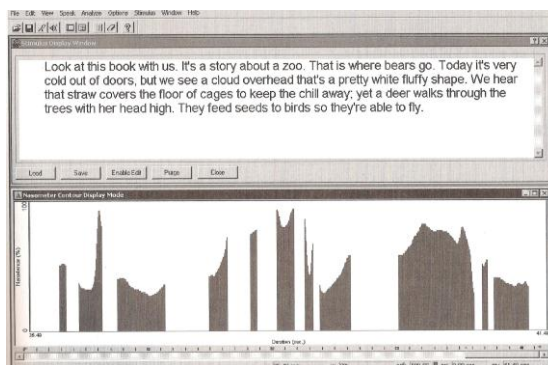 File Edit View Speak Analyze Options Stimulus Window Help
Stimulus Display Window
Look at this book with us. It's a story about a zoo. That is where bears go. Today it's very
cold out of doors, but we see a cloud overhead that's a pretty white fluffy shape. We hear
that straw covers the floor of cages to keep the chill away; yet a deer walks through the
trees with her head high. They feed seeds to birds so they're able to fly.
Load Save Enable Edit Purge Close
Nasometer Contour Display Mode
100
Nasalance (%)
0
Duration (sec.)